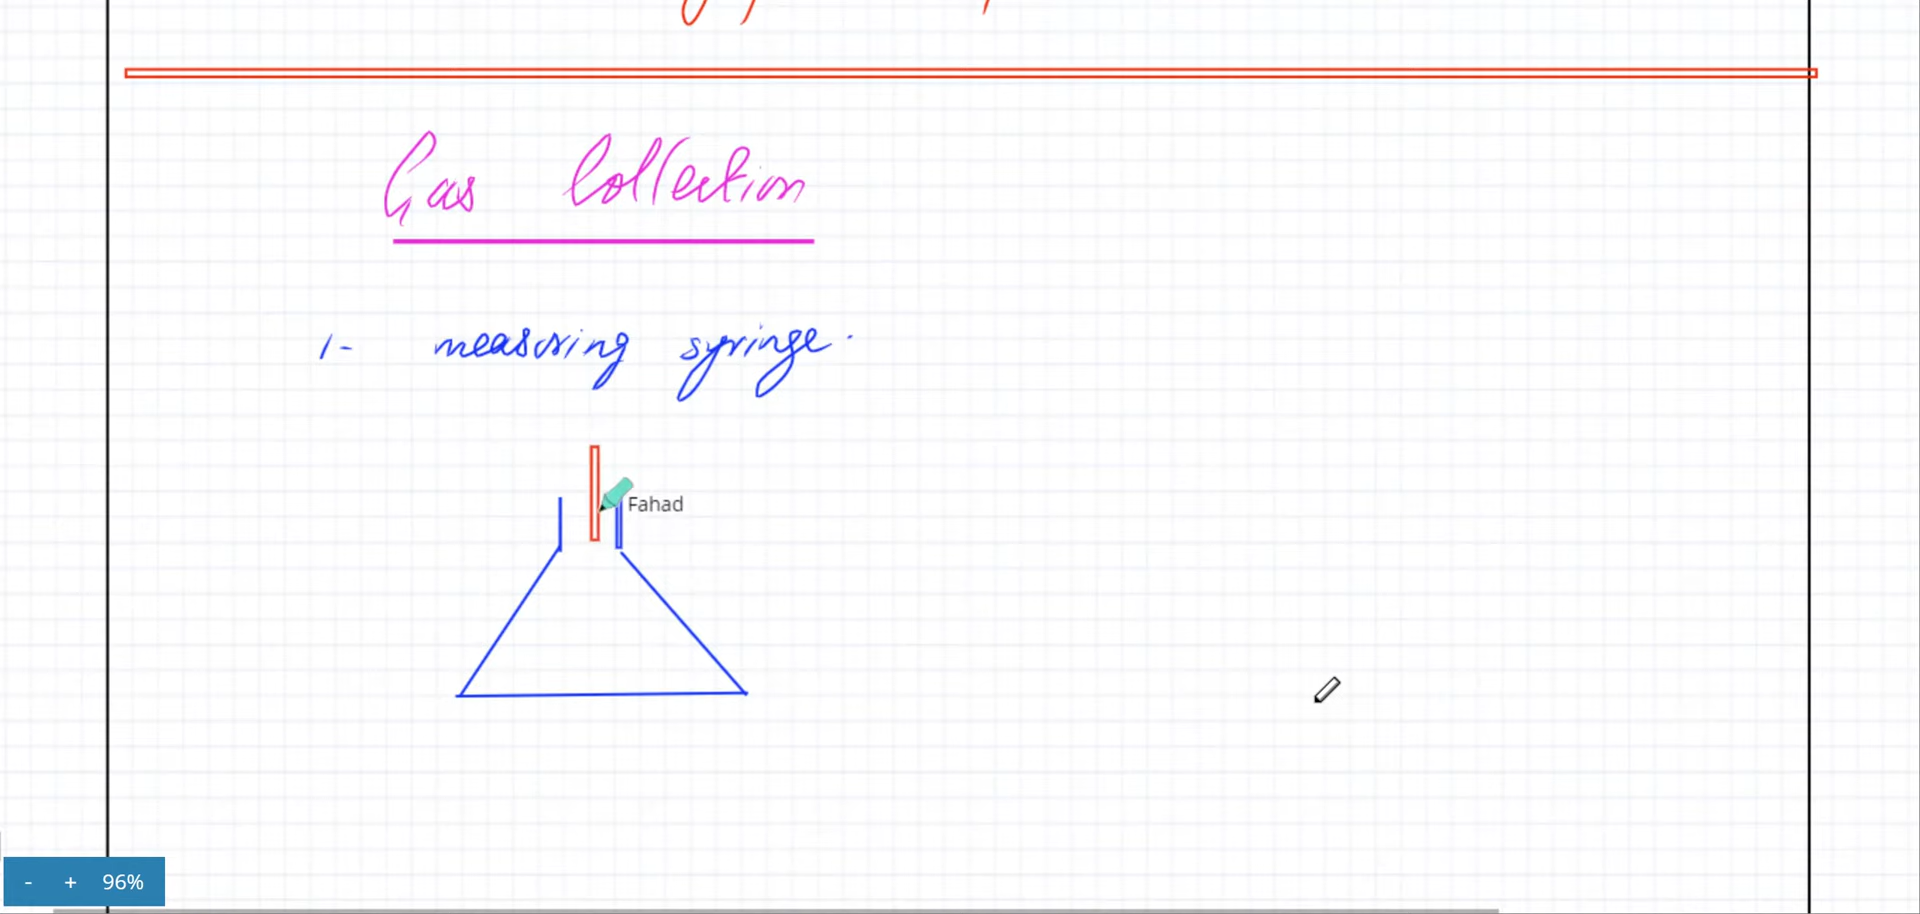 Gas Collection
1- measuring syringe.
Fahad
- + 96%